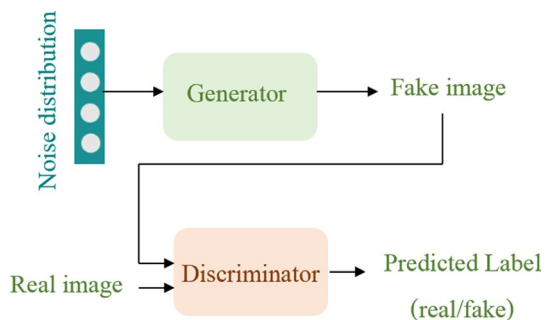 Noise distribution
Generator
Fake image
Real image
Discriminator
Predicted Label
(real/fake)